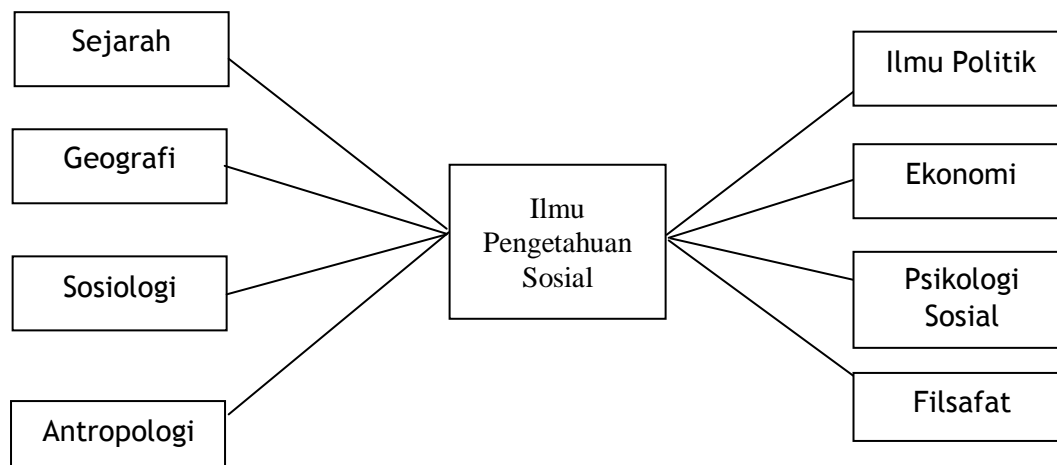 Sejarah
Geografi
Sosiologi
Antropologi
Ilmu
Pengetahuan
Sosial
Ilmu Politik
Ekonomi
Psikologi
Sosial
Filsafat